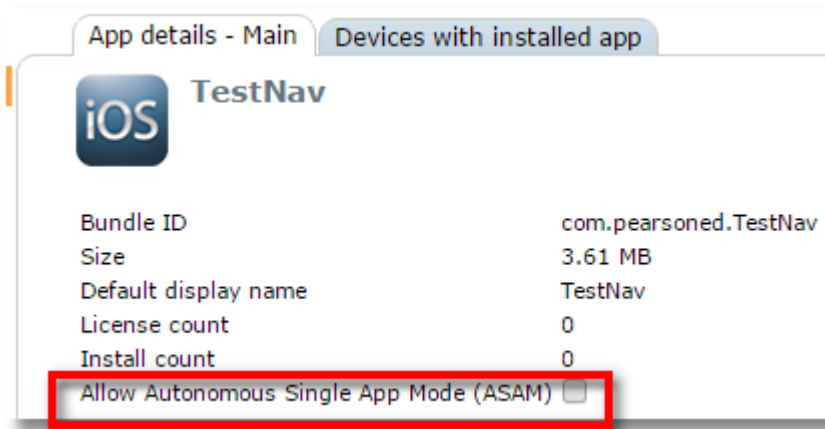 App details - Main Devices with installed app
iOS TestNav
Bundle ID com.pearsoned.TestNav
Size 3.61 MB
Default display name TestNav
License count 0
Install count 0
Allow Autonomous Single App Mode (ASAM)